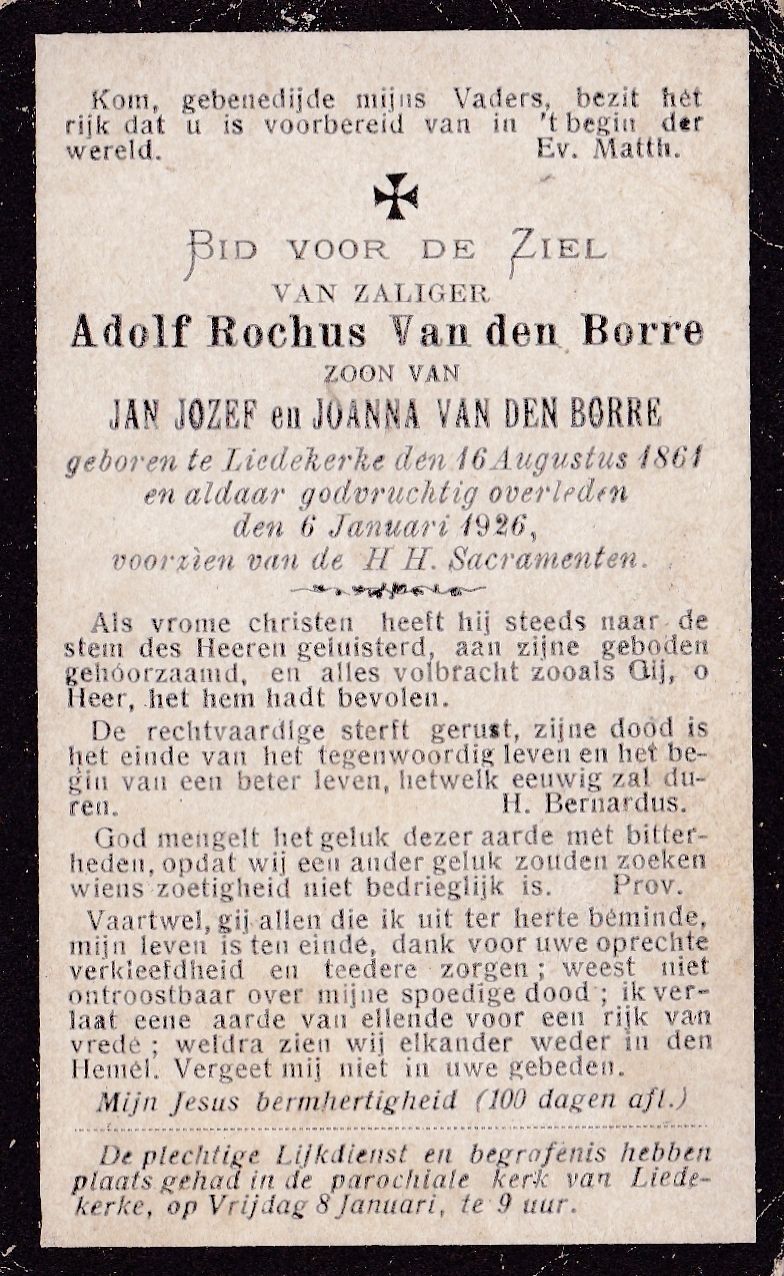 Kom, gebenedijde mijns Vaders, bezit het
rijk dat u is voorbereid van in 't begin der
wereld. Ev. Matth.
BID VOOR DE ZIEL
VAN ZALIGER
Adolf Rochus Van den Borre
ZOON VAN
JAN JOZEF en JOANNA VAN DEN BORRE
geboren te Liedekerke den 16 Augustus 1861
en aldaar godvruchtig overleden
den 6 Januari 1926,
voorzien van de H H. Sacramenten.
Als vrome christen heeft hij steeds naar de
stem des Heeren geluisterd, aan zijne geboden
gehoorzaamd, en alles volbracht zooals Gij, o
Heer, het hem hadt bevolen.
De rechtvaardige sterft gerust, zijne dood is
het einde van het tegenwoordig leven en het be-
gin van een beter leven, hetwelk eeuwig zal du-
ren. H. Bernardus.
God mengelt het geluk dezer aarde met bitter-
heden, opdat wij een ander geluk zouden zoeken
wiens zoetigheid niet bedrieglijk is. Prov.
Vaartwel, gij allen die ik uit ter herte beminde,
mijn leven is ten einde, dank voor uwe oprechte
verkleefdheid en teedere zorgen ; weest niet
ontroostbaar over mijne spoedige dood ; ik ver-
laat eene aarde van ellende voor een rijk van
vrede ; weldra zien wij elkander weder in den
Hemel. Vergeet mij niet in uwe gebeden.
Mijn Jesus bermhertigheid (100 dagen afl.)
De plechtige Lijkdienst en begrafenis hebben
plaats gehad in de parochiale kerk van Liede-
kerke, op Vrijdag 8 Januari, te 9 uur.